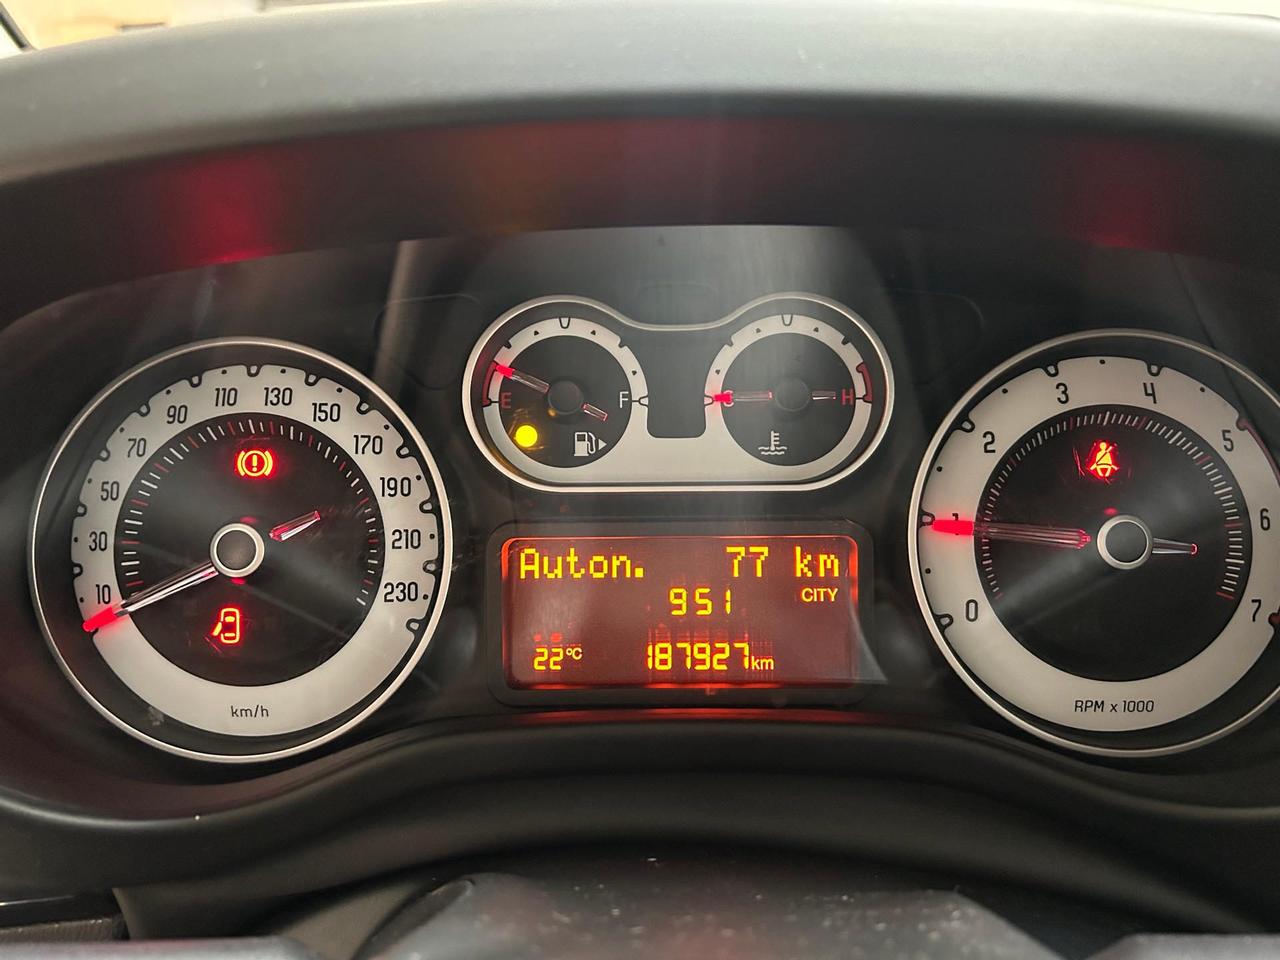 10 30 50 70 90 110 130 150 170 190 210 230
km/h
E F
C H
Auton. 77 km
951 CITY
22°C 187927km
0 1 2 3 4 5 6 7
RPM x 1000